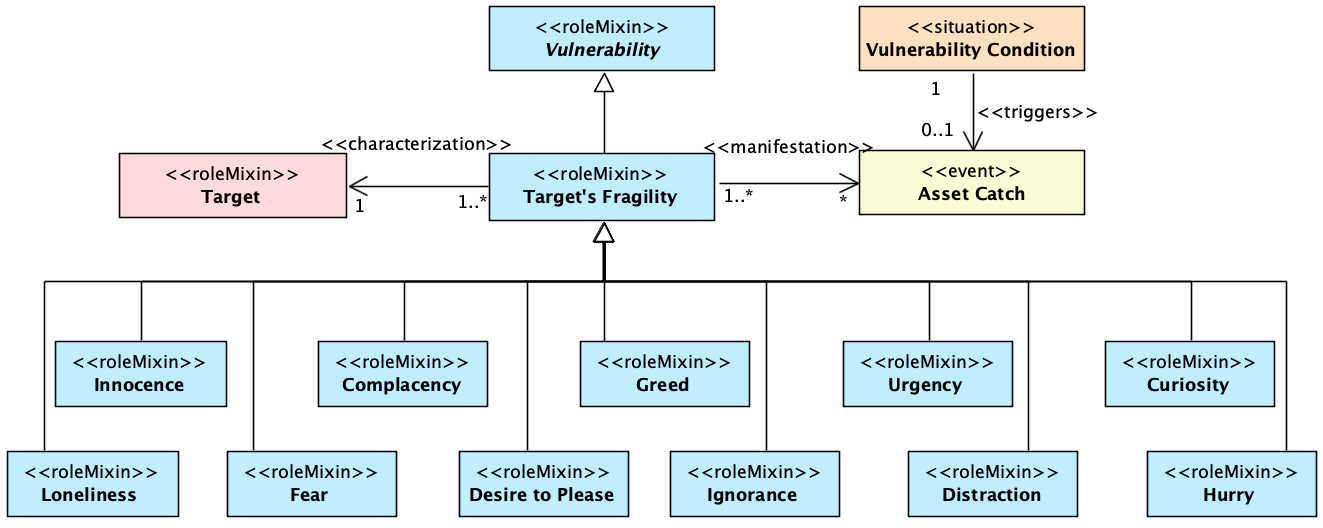 <<roleMixin>>
Vulnerability
<<situation>>
Vulnerability Condition
1
<<triggers>>
0..1
<<characterization>>
<<manifestation>>
<<roleMixin>>
Target
1
1..*
<<roleMixin>>
Target's Fragility
1..*
*
<<event>>
Asset Catch
<<roleMixin>>
Innocence
<<roleMixin>>
Complacency
<<roleMixin>>
Greed
<<roleMixin>>
Urgency
<<roleMixin>>
Curiosity
<<roleMixin>>
Loneliness
<<roleMixin>>
Fear
<<roleMixin>>
Desire to Please
<<roleMixin>>
Ignorance
<<roleMixin>>
Distraction
<<roleMixin>>
Hurry